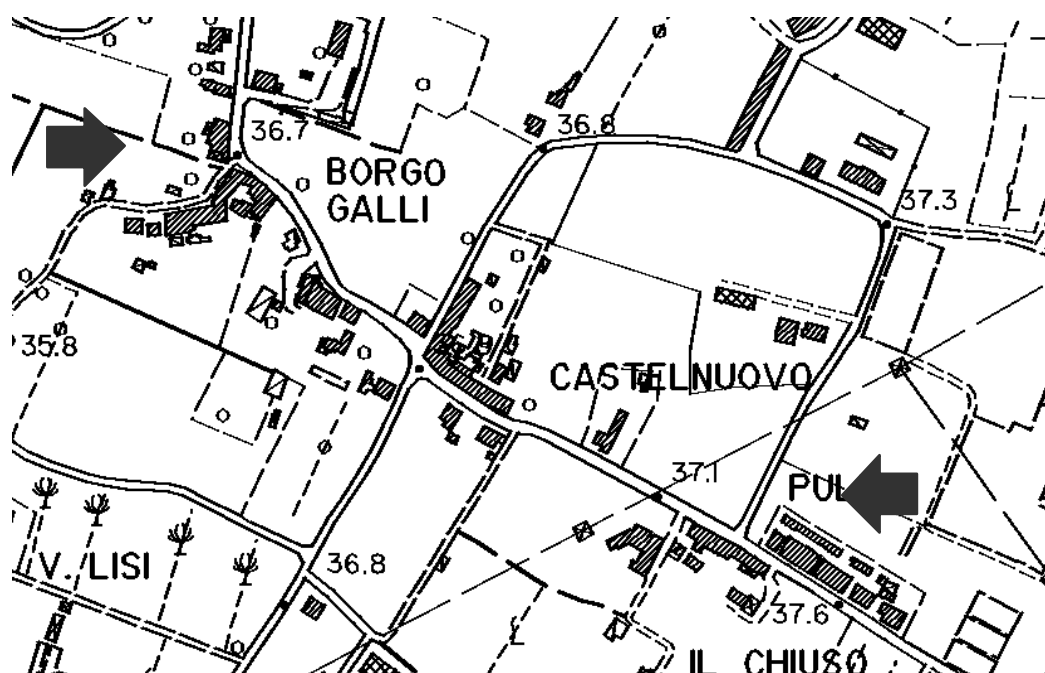 36.7
36.8
BORGO
GALLI
37.3
35.8
CASTELNUOVO
37.1
PUL
V. LISI
36.8
37.6
IL CHIUSO